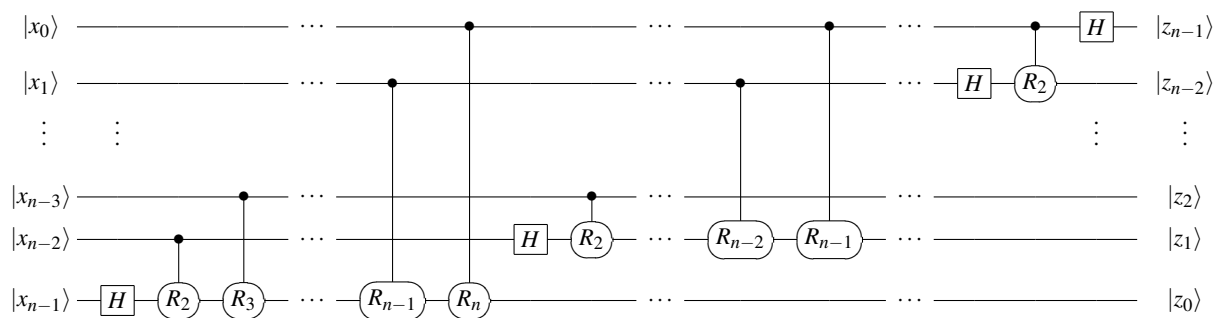 |x₀⟩ ··· ··· ··· H |zₙ₋₁⟩
|x₁⟩ ··· ··· ··· H R₂ |zₙ₋₂⟩
⋮ ⋮ ⋮ ⋮
|xₙ₋₃⟩ ··· ··· ··· |z₂⟩
|xₙ₋₂⟩ ··· H R₂ ··· Rₙ₋₂ Rₙ₋₁ ··· |z₁⟩
|xₙ₋₁⟩ H R₂ R₃ ··· Rₙ₋₁ Rₙ ··· ··· |z₀⟩